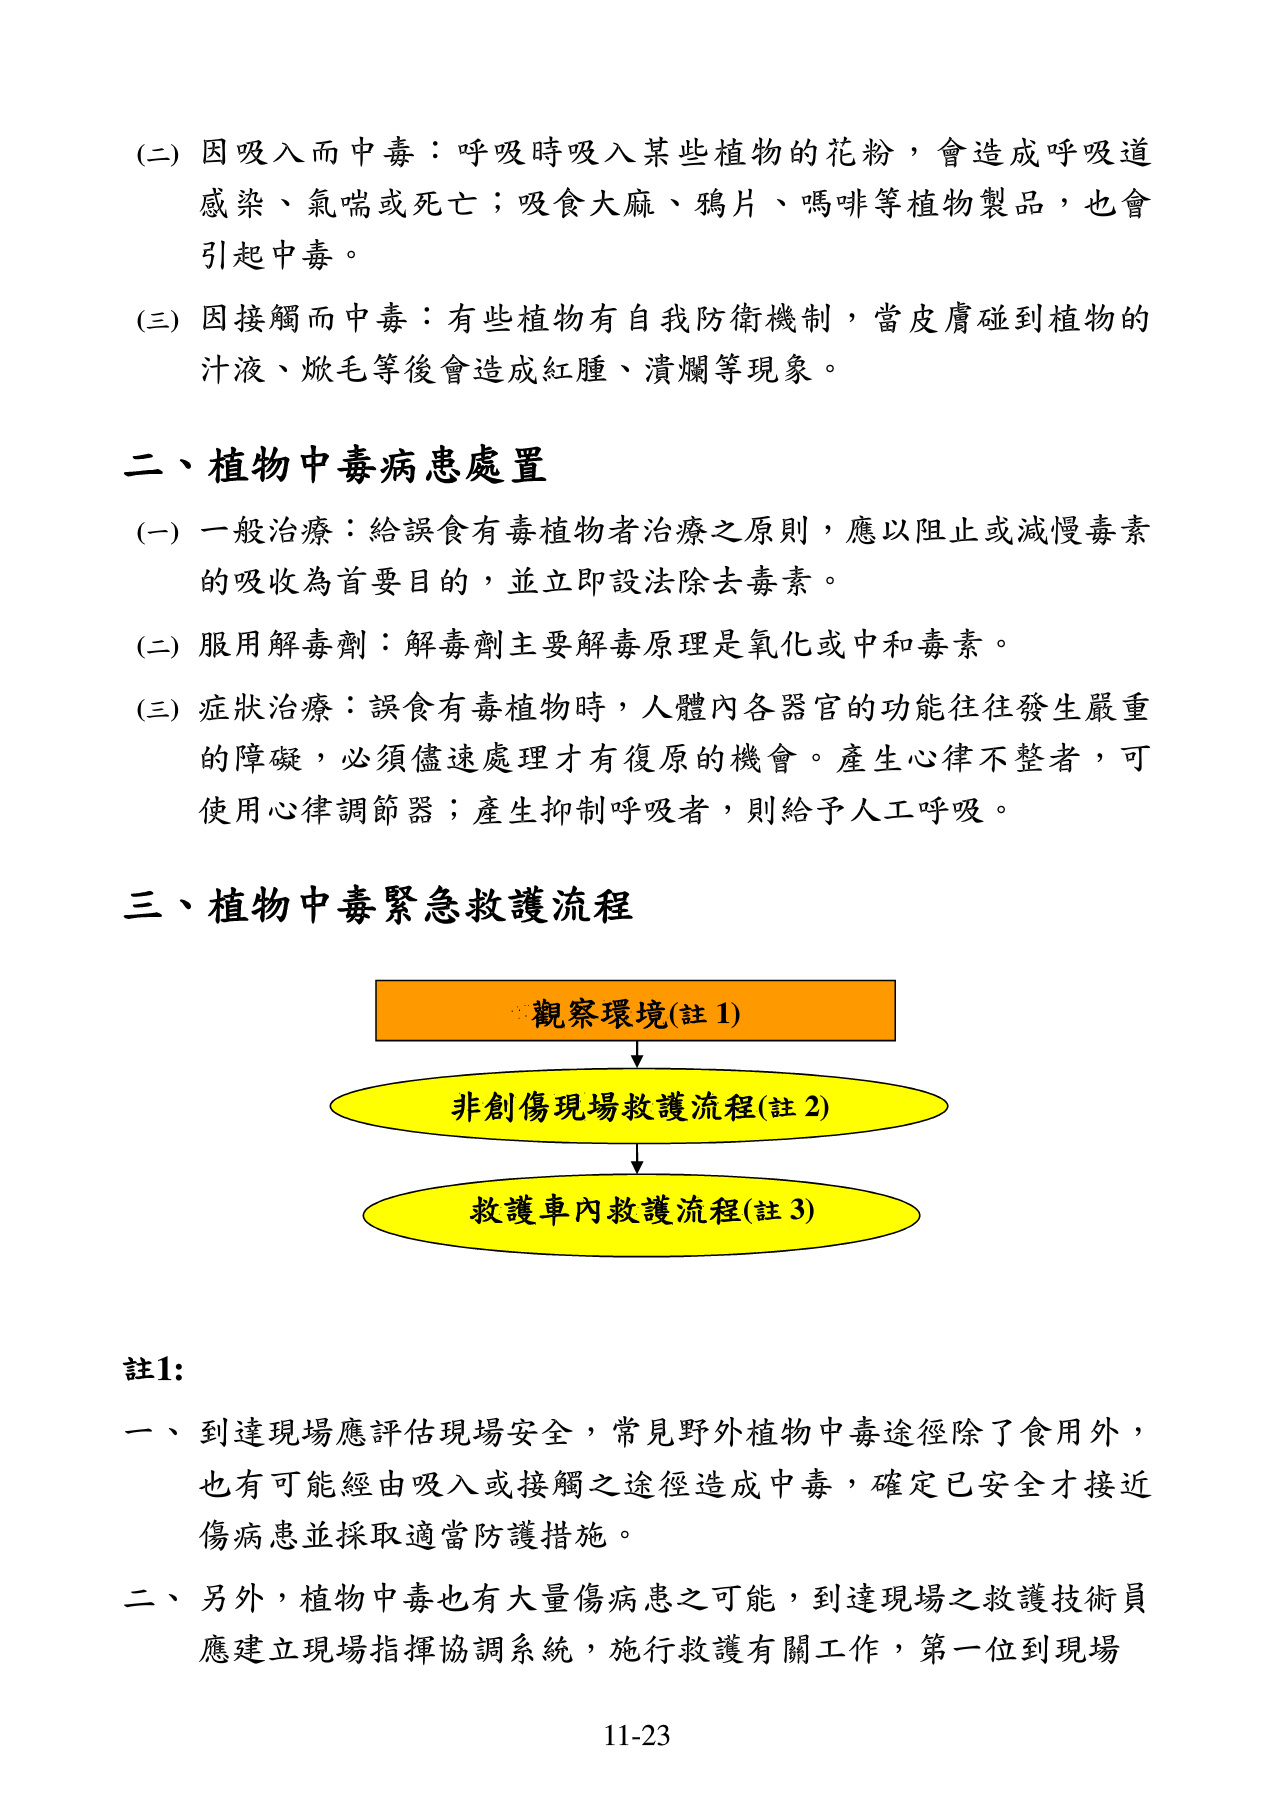 (二) 因吸入而中毒：呼吸時吸入某些植物的花粉，會造成呼吸道
感染、氣喘或死亡；吸食大麻、鴉片、嗎啡等植物製品，也會
引起中毒。
(三) 因接觸而中毒：有些植物有自我防衛機制，當皮膚碰到植物的
汁液、焮毛等後會造成紅腫、潰爛等現象。
二、植物中毒病患處置
(一) 一般治療：給誤食有毒植物者治療之原則，應以阻止或減慢毒素
的吸收為首要目的，並立即設法除去毒素。
(二) 服用解毒劑：解毒劑主要解毒原理是氧化或中和毒素。
(三) 症狀治療：誤食有毒植物時，人體內各器官的功能往往發生嚴重
的障礙，必須儘速處理才有復原的機會。產生心律不整者，可
使用心律調節器；產生抑制呼吸者，則給予人工呼吸。
三、植物中毒緊急救護流程
觀察環境(註 1)
非創傷現場救護流程(註 2)
救護車內救護流程(註 3)
註1:
一、 到達現場應評估現場安全，常見野外植物中毒途徑除了食用外，
也有可能經由吸入或接觸之途徑造成中毒，確定已安全才接近
傷病患並採取適當防護措施。
二、 另外，植物中毒也有大量傷病患之可能，到達現場之救護技術員
應建立現場指揮協調系統，施行救護有關工作，第一位到現場
11-23